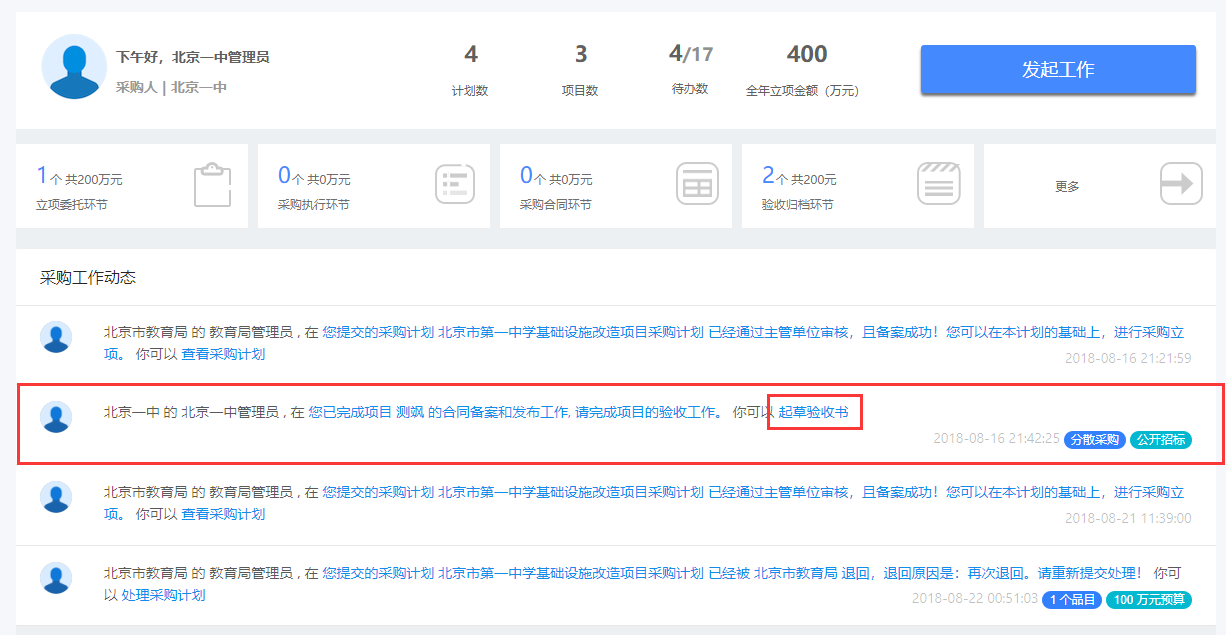 下午好，北京一中管理员
采购人 | 北京一中
4
计划数
3
项目数
4/17
待办数
400
全年立项金额（万元）
发起工作
1个 共200万元
立项委托环节
0个 共0万元
采购执行环节
0个 共0万元
采购合同环节
2个 共200元
验收归档环节
更多
采购工作动态
北京市教育局 的 教育局管理员 , 在 您提交的采购计划 北京市第一中学基础设施改造项目采购计划 已经通过主管单位审核，且备案成功！您可以在本计划的基础上，进行采购立
项。 你可以 查看采购计划
2018-08-16 21:21:59
北京一中 的 北京一中管理员 , 在 您已完成项目 测飒 的合同备案和发布工作, 请完成项目的验收工作。 你可以 起草验收书
2018-08-16 21:42:25 分散采购 公开招标
北京市教育局 的 教育局管理员 , 在 您提交的采购计划 北京市第一中学基础设施改造项目采购计划 已经通过主管单位审核，且备案成功！您可以在本计划的基础上，进行采购立
项。 你可以 查看采购计划
2018-08-21 11:39:00
北京市教育局 的 教育局管理员 , 在 您提交的采购计划 北京市第一中学基础设施改造项目采购计划 已经被 北京市教育局 退回，退回原因是：再次退回。请重新提交处理！ 你可
以 处理采购计划
2018-08-22 00:51:03 1 个品目 100 万元预算